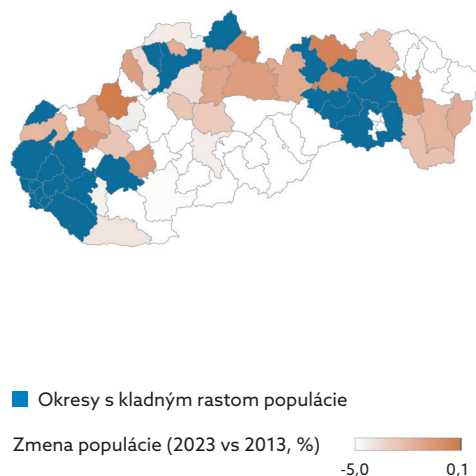 Okresy s kladným rastom populácie
Zmena populácie (2023 vs 2013, %)
-5,0 0,1